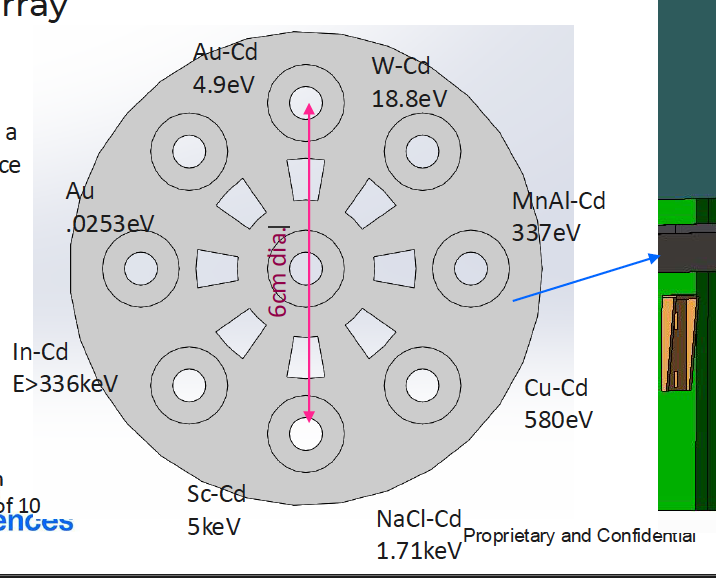 rray
Au-Cd
4.9eV
W-Cd
18.8eV
a
ce
Au
.0253eV
MnAl-Cd
337eV
6cm dia.
In-Cd
E>336keV
Cu-Cd
580eV
of 10
ences
Sc-Cd
5keV
NaCl-Cd
1.71keV
Proprietary and Confidential